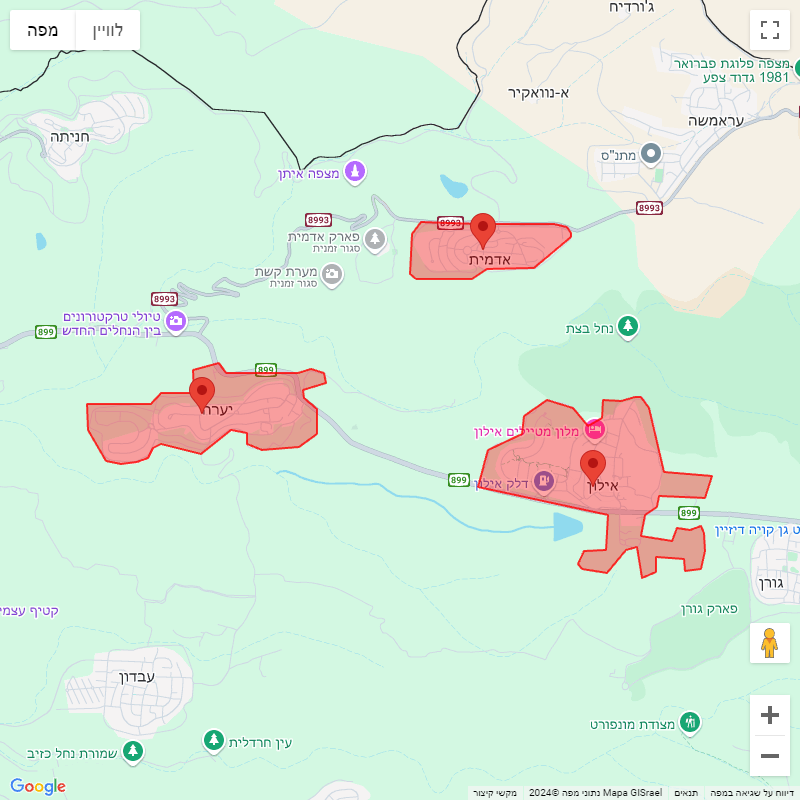 ג'ורדיח
מפה
לוויין
מצפה פלוגת פברואר
1981 גדוד צפע
א-נוואקיר
עראמשה
חניתה
מתנ"ס
מצפה איתן
8993
8993
8993
פארק אדמית
סגור זמנית
אדמית
מערת קשת
סגור זמנית
8993
טיולי טרקטורונים
בין הנחלים החדש
נחל בצת
899
899
יערה
מלון מטיילים אילון
899
דלק אילון
אילון
899
ט גן קויה דיזיין
גורן
פארק גורן
קטיף עצמי
עבדון
מצודת מונפורט
עין חרדלית
שמורת נחל כזיב
Google
מקשי קיצור
נתוני מפה ©2024 Mapa GISrael
תנאים
דיווח על שגיאה במפה